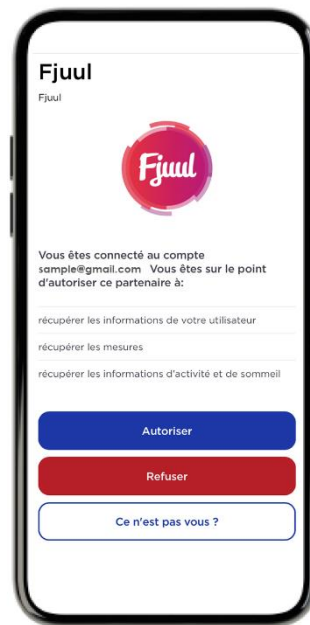 Fjuul
Fjuul
Fjuul
Vous êtes connecté au compte
sample@gmail.com Vous êtes sur le point
d'autoriser ce partenaire à:
récupérer les informations de votre utilisateur
récupérer les mesures
récupérer les informations d'activité et de sommeil
Autoriser
Refuser
Ce n'est pas vous ?